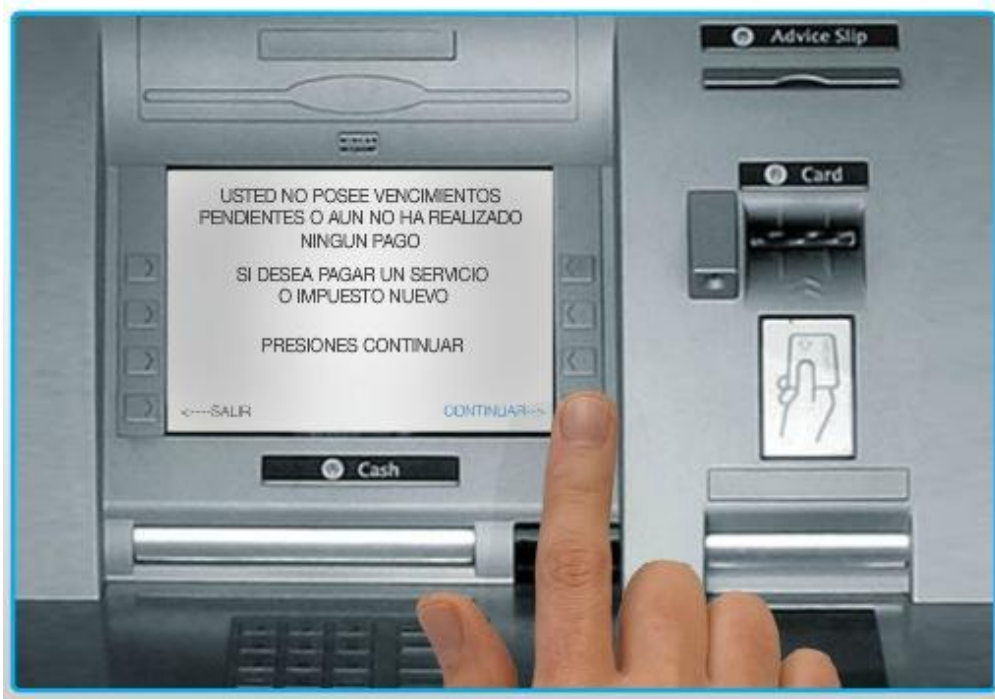 Advice Slip
Card
USTED NO POSEE VENCIMIENTOS
PENDIENTES O AUN NO HA REALIZADO
NINGUN PAGO
SI DESEA PAGAR UN SERVICIO
O IMPUESTO NUEVO
PRESIONES CONTINUAR
<----SALIR
CONTINUAR-->
Cash